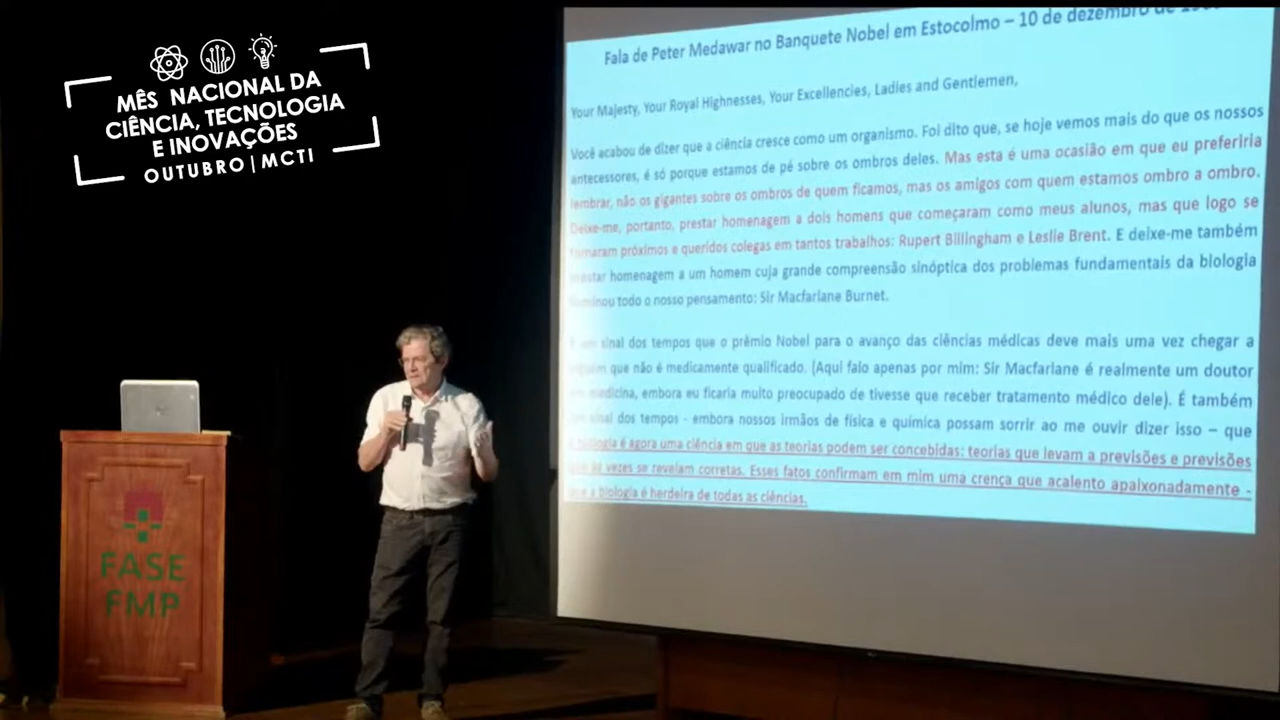 MÊS NACIONAL DA
CIÊNCIA, TECNOLOGIA
E INOVAÇÕES
OUTUBRO | MCTI
FASE
FMP
Fala de Peter Medawar no Banquete Nobel em Estocolmo – 10 de dezembro de
Your Majesty, Your Royal Highnesses, Your Excellencies, Ladies and Gentlemen,
Você acabou de dizer que a ciência cresce como um organismo. Foi dito que, se hoje vemos mais do que os nossos
antecessores, é só porque estamos de pé sobre os ombros deles. Mas esta é uma ocasião em que eu preferiria
lembrar, não os gigantes sobre os ombros de quem ficamos, mas os amigos com quem estamos ombro a ombro.
Deixe-me, portanto, prestar homenagem a dois homens que começaram como meus alunos, mas que logo se
tornaram próximos e queridos colegas em tantos trabalhos: Rupert Billingham e Leslie Brent. E deixe-me também
prestar homenagem a um homem cuja grande compreensão sinóptica dos problemas fundamentais da biologia
todo o nosso pensamento: Sir Macfarlane Burnet.
sinal dos tempos que o prêmio Nobel para o avanço das ciências médicas deve mais uma vez chegar a
que não é medicamente qualificado. (Aqui falo apenas por mim: Sir Macfarlane é realmente um doutor
medicina, embora eu ficaria muito preocupado de tivesse que receber tratamento médico dele). É também
sinal dos tempos - embora nossos irmãos de física e química possam sorrir ao me ouvir dizer isso – que
a biologia é agora uma ciência em que as teorias podem ser concebidas: teorias que levam a previsões e previsões
que às vezes se revelam corretas. Esses fatos confirmam em mim uma crença que acalento apaixonadamente -
que a biologia é herdeira de todas as ciências.